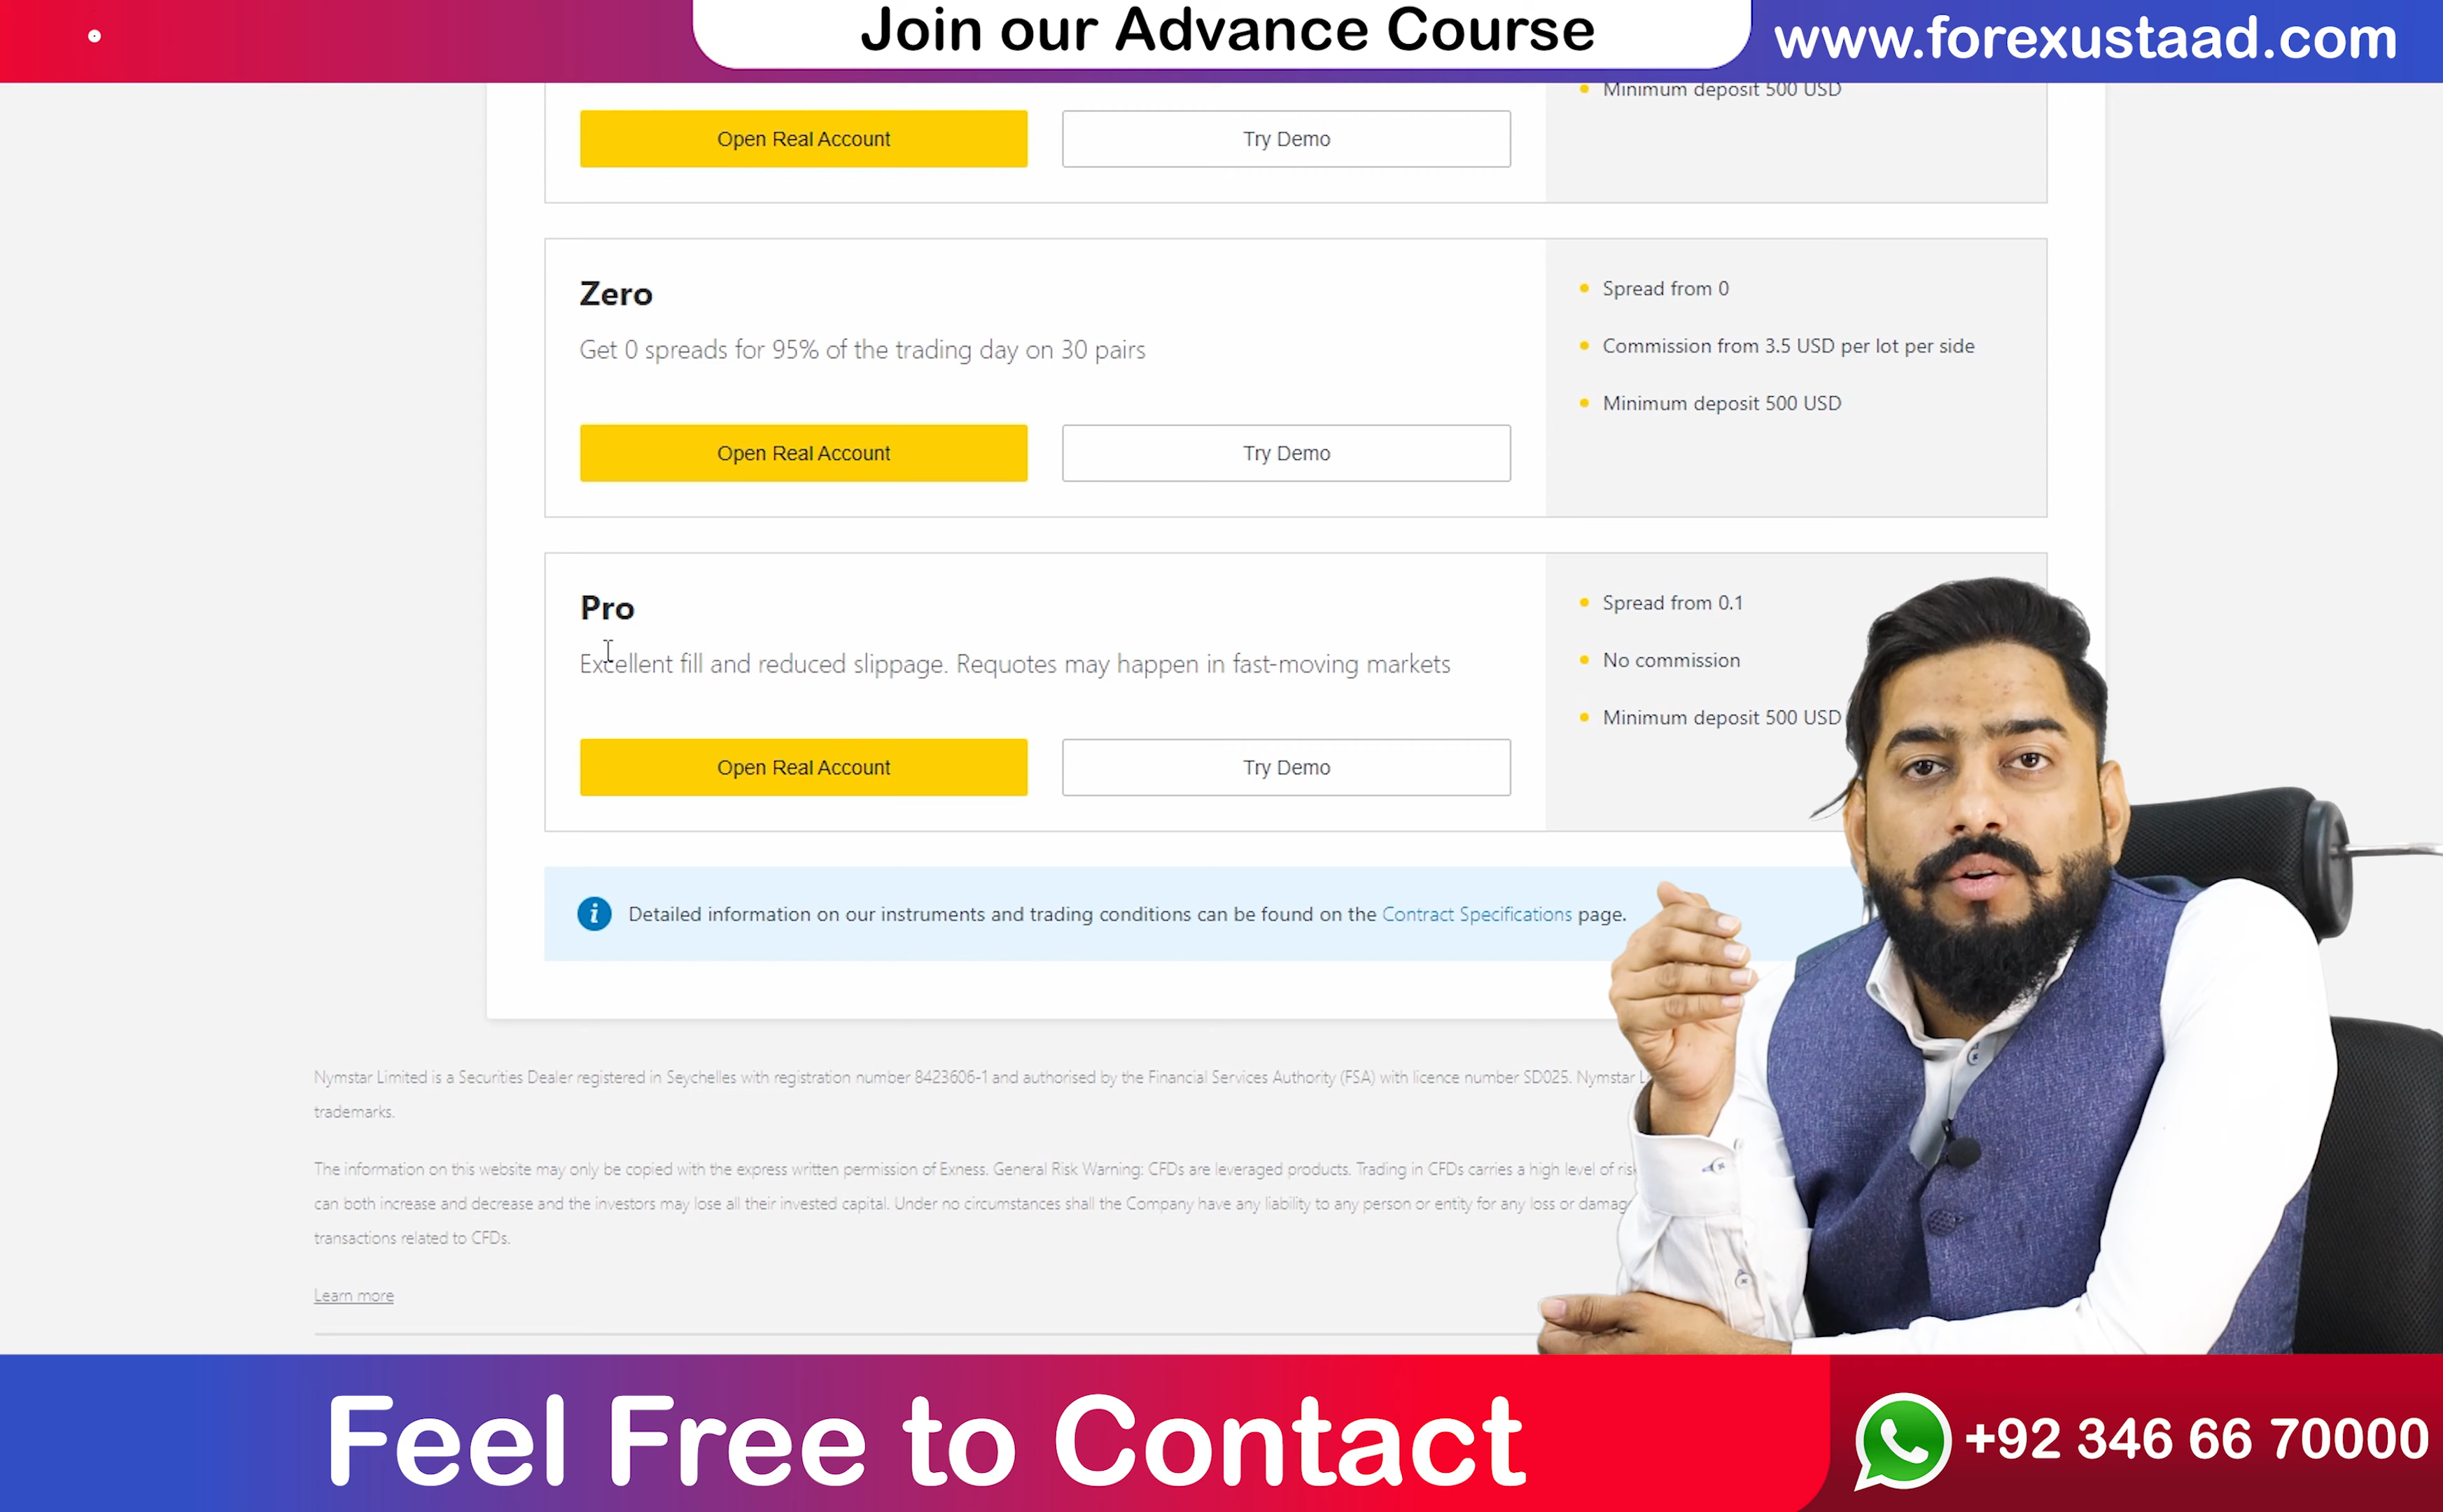 Join our Advance Course
www.forexustaad.com
Minimum deposit 500 USD
Open Real Account
Try Demo
Zero
Get 0 spreads for 95% of the trading day on 30 pairs
Spread from 0
Commission from 3.5 USD per lot per side
Minimum deposit 500 USD
Open Real Account
Try Demo
Pro
Excellent fill and reduced slippage. Requotes may happen in fast-moving markets
Spread from 0.1
No commission
Minimum deposit 500 USD
Open Real Account
Try Demo
Detailed information on our instruments and trading conditions can be found on the Contract Specifications page.
Nymstar Limited is a Securities Dealer registered in Seychelles with registration number 8423606-1 and authorised by the Financial Services Authority (FSA) with licence number SD025. Nymstar
trademarks.
The information on this website may only be copied with the express written permission of Exness. General Risk Warning: CFDs are leveraged products. Trading in CFDs carries a high level of
can both increase and decrease and the investors may lose all their invested capital. Under no circumstances shall the Company have any liability to any person or entity for any loss or
transactions related to CFDs.
Learn more
Feel Free to Contact
+92 346 66 70000